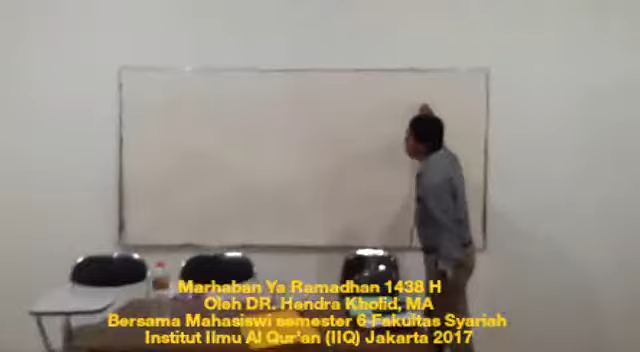 Marhaban Ya Ramadhan 1438 H
Oleh DR. Hendra Kholid, MA
Bersama Mahasiswi semester 6 Fakultas Syariah
Institut Ilmu Al Qur'an (IIQ) Jakarta 2017